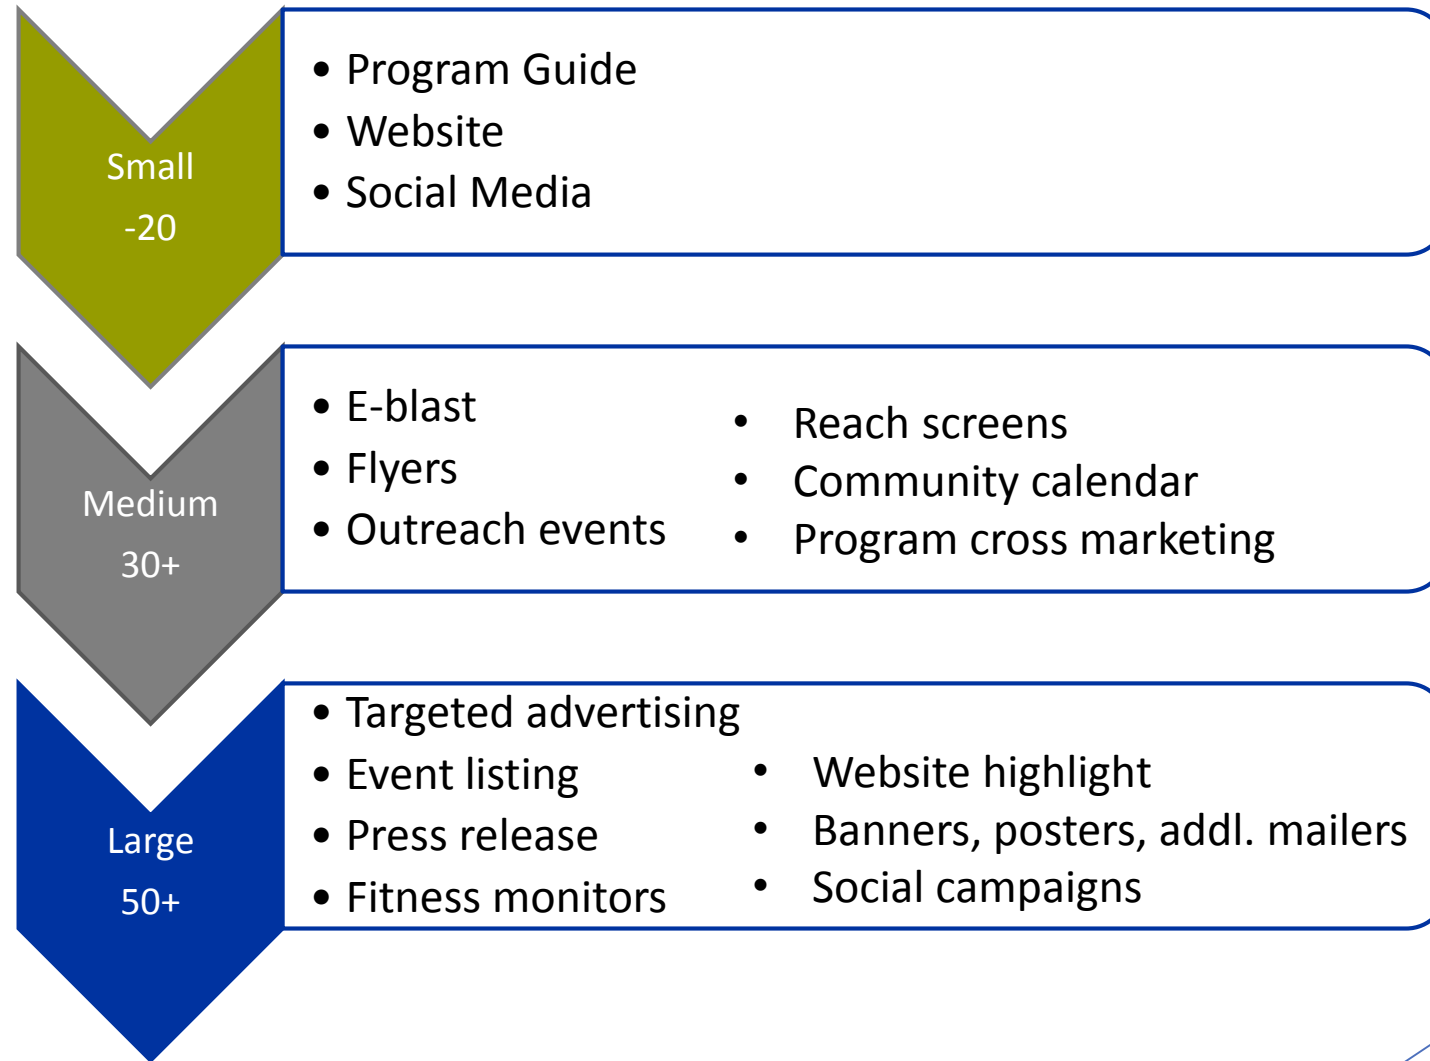 Small
-20
• Program Guide
• Website
• Social Media
Medium
30+
• E-blast
• Flyers
• Outreach events
• Reach screens
• Community calendar
• Program cross marketing
Large
50+
• Targeted advertising
• Event listing
• Press release
• Fitness monitors
• Website highlight
• Banners, posters, addl. mailers
• Social campaigns